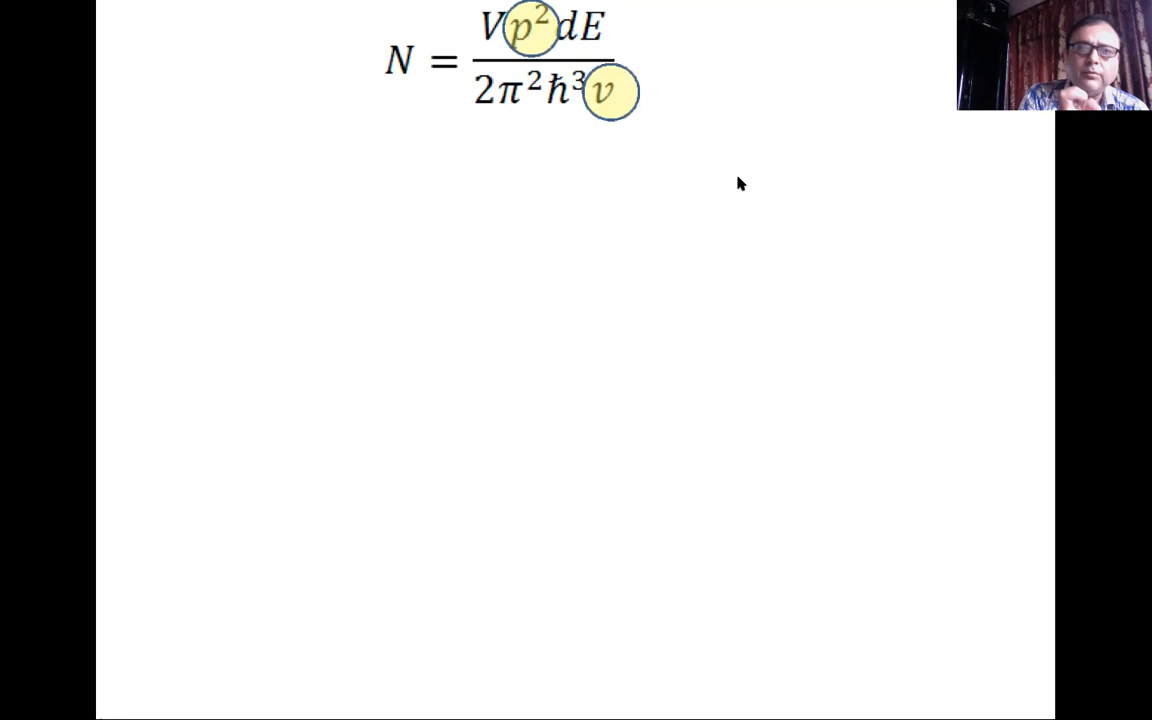 N = Vp²dE / 2π²ħ³v